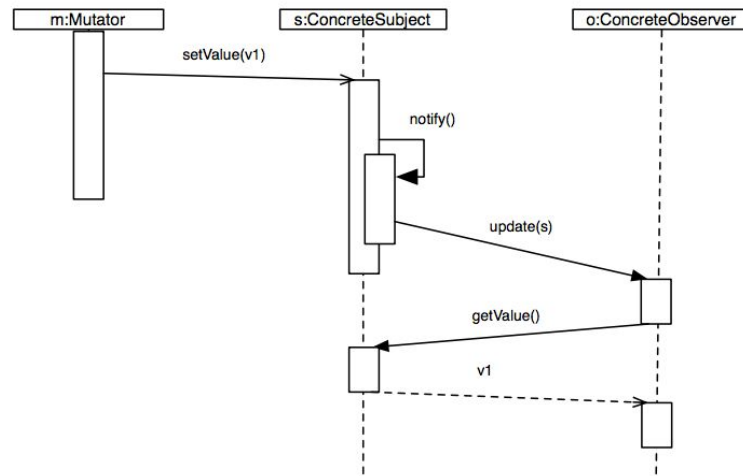 m:Mutator
s:ConcreteSubject
o:ConcreteObserver
setValue(v1)
notify()
update(s)
getValue()
v1